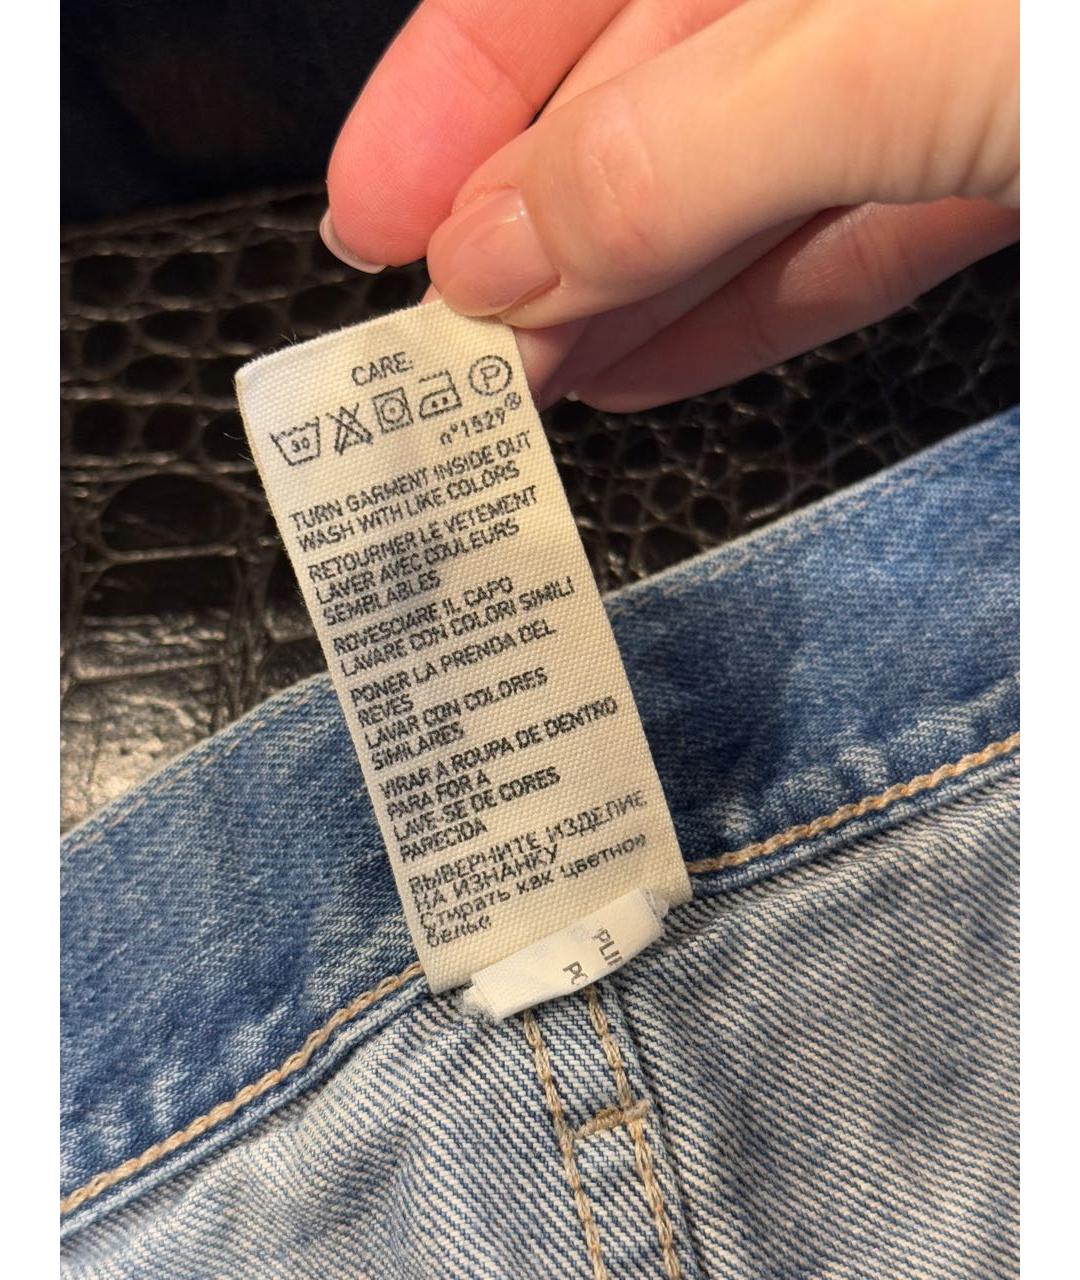 CARE:
30 P
n°1529®
TURN GARMENT INSIDE OUT
WASH WITH LIKE COLORS
RETOURNER LE VETEMENT
LAVER AVEC COULEURS
SEMBLABLES
ROVESCIARE IL CAPO
LAVARE CON COLORI SIMILI
PONER LA PRENDA DEL
REVES
LAVAR CON COLORES
SIMILARES
VIRAR A ROUPA DE DENTRO
PARA FOR A
LAVE-SE DE CORES
PARECIDA
ВЫВЕРНИТЕ ИЗДЕЛИЕ
НА ИЗНАНКУ
Стирать как цветное
белье.